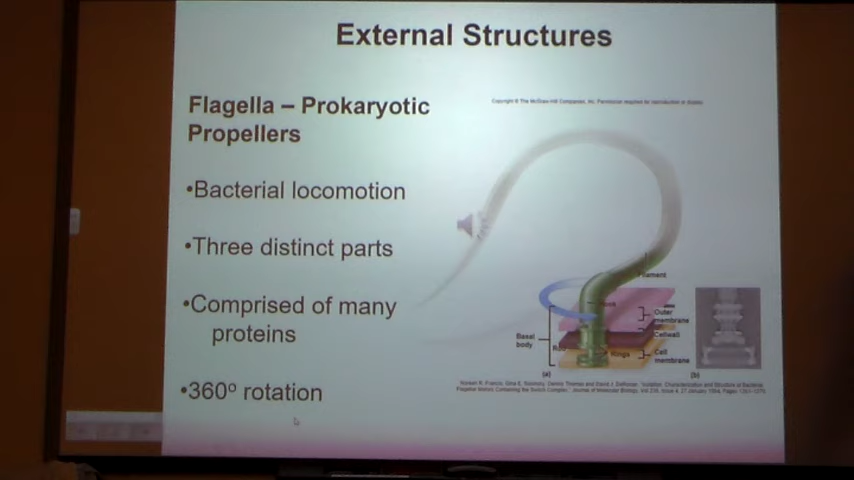 External Structures
Flagella – Prokaryotic
Propellers
•Bacterial locomotion
•Three distinct parts
•Comprised of many
proteins
•360º rotation
Copyright © The McGraw-Hill Companies, Inc. Permission required for reproduction or display.
Filament
Hook
Outer
membrane
Cell wall
Basal
body
Rod
Rings
Cell
membrane
(a)
(b)